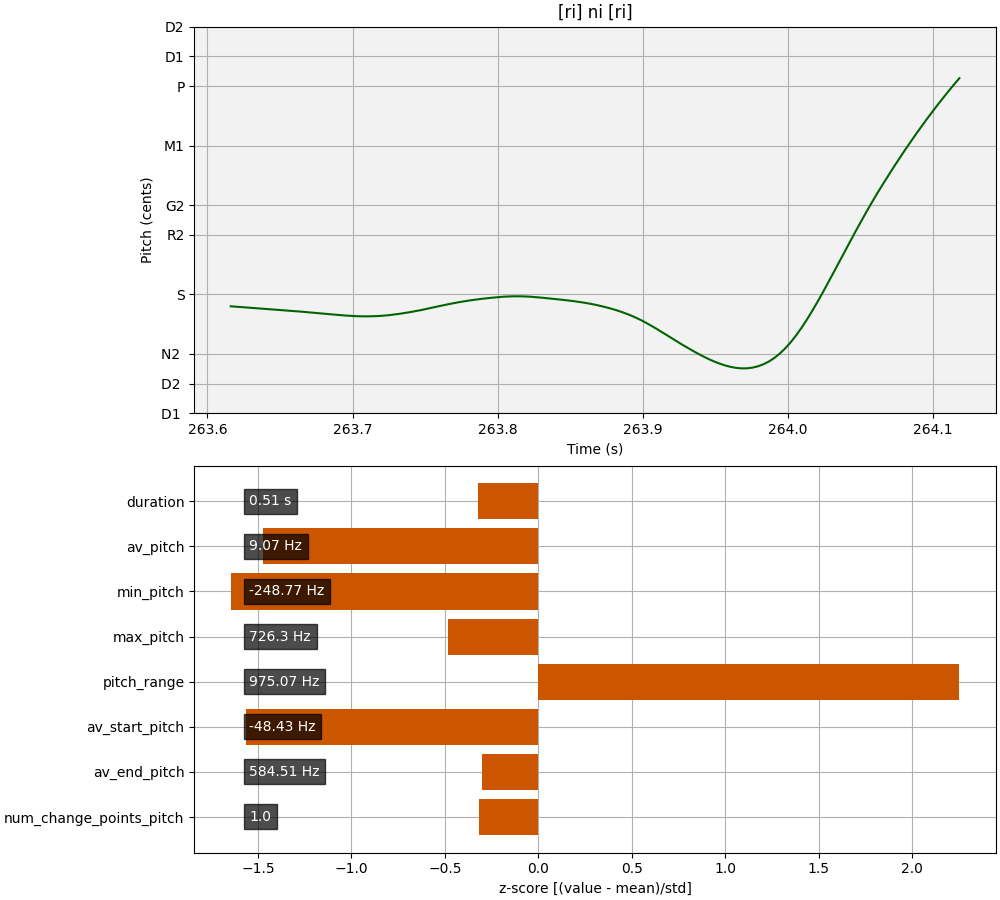 [ri] ni [ri]
D2
D1
P
M1
G2
R2
S
N2
D2
D1
Pitch (cents)
263.6 263.7 263.8 263.9 264.0 264.1
Time (s)
duration 0.51 s
av_pitch 9.07 Hz
min_pitch -248.77 Hz
max_pitch 726.3 Hz
pitch_range 975.07 Hz
av_start_pitch -48.43 Hz
av_end_pitch 584.51 Hz
num_change_points_pitch 1.0
−1.5 −1.0 −0.5 0.0 0.5 1.0 1.5 2.0
z-score [(value - mean)/std]